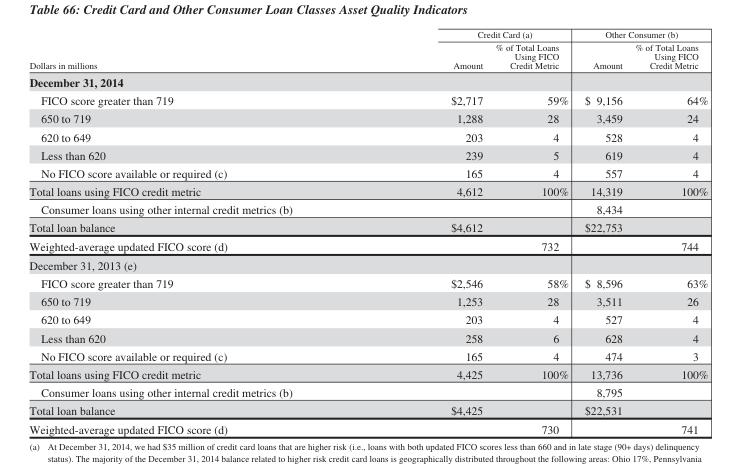 Table 66: Credit Card and Other Consumer Loan Classes Asset Quality Indicators
Credit Card (a) Other Consumer (b)
Dollars in millions Amount % of Total Loans Using FICO Credit Metric Amount % of Total Loans Using FICO Credit Metric
December 31, 2014
FICO score greater than 719 $2,717 59% $ 9,156 64%
650 to 719 1,288 28 3,459 24
620 to 649 203 4 528 4
Less than 620 239 5 619 4
No FICO score available or required (c) 165 4 557 4
Total loans using FICO credit metric 4,612 100% 14,319 100%
Consumer loans using other internal credit metrics (b) 8,434
Total loan balance $4,612 $22,753
Weighted-average updated FICO score (d) 732 744
December 31, 2013 (e)
FICO score greater than 719 $2,546 58% $ 8,596 63%
650 to 719 1,253 28 3,511 26
620 to 649 203 4 527 4
Less than 620 258 6 628 4
No FICO score available or required (c) 165 4 474 3
Total loans using FICO credit metric 4,425 100% 13,736 100%
Consumer loans using other internal credit metrics (b) 8,795
Total loan balance $4,425 $22,531
Weighted-average updated FICO score (d) 730 741
(a) At December 31, 2014, we had $35 million of credit card loans that are higher risk (i.e., loans with both updated FICO scores less than 660 and in late stage (90+ days) delinquency
status). The majority of the December 31, 2014 balance related to higher risk credit card loans is geographically distributed throughout the following areas: Ohio 17%, Pennsylvania